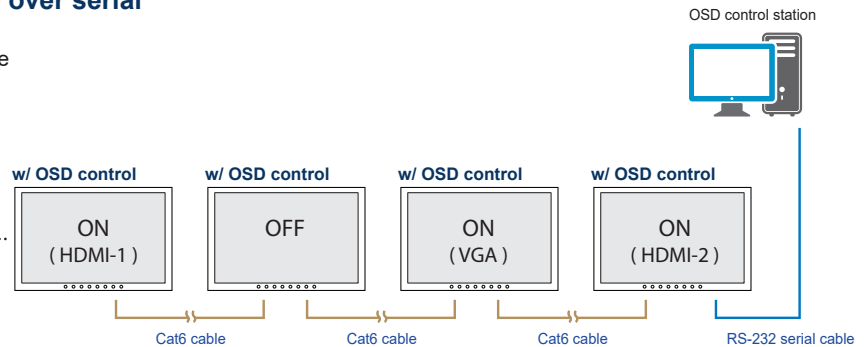 over serial
OSD control station
e
w/ OSD control w/ OSD control w/ OSD control w/ OSD control
ON OFF ON ON
( HDMI-1 ) ( VGA ) ( HDMI-2 )
..
Cat6 cable Cat6 cable Cat6 cable RS-232 serial cable